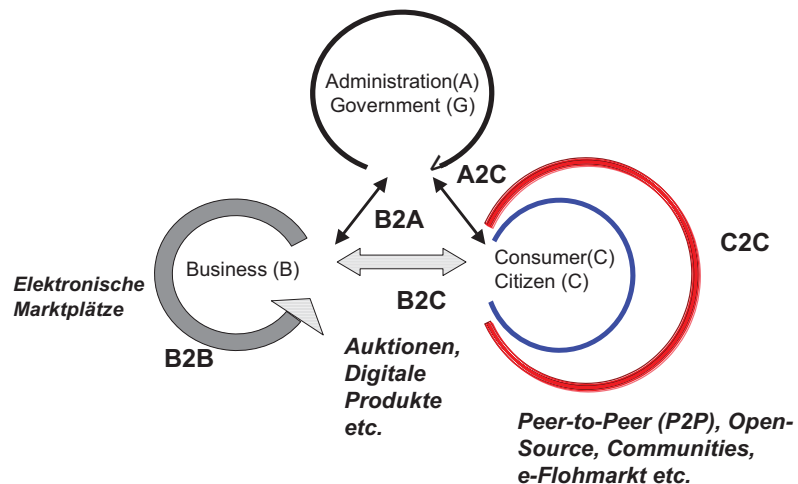 Administration(A)
Government (G)
A2C
B2A
C2C
Business (B)
Consumer(C)
Citizen (C)
Elektronische
Marktplätze
B2C
B2B
Auktionen,
Digitale
Produkte
etc.
Peer-to-Peer (P2P), Open-
Source, Communities,
e-Flohmarkt etc.